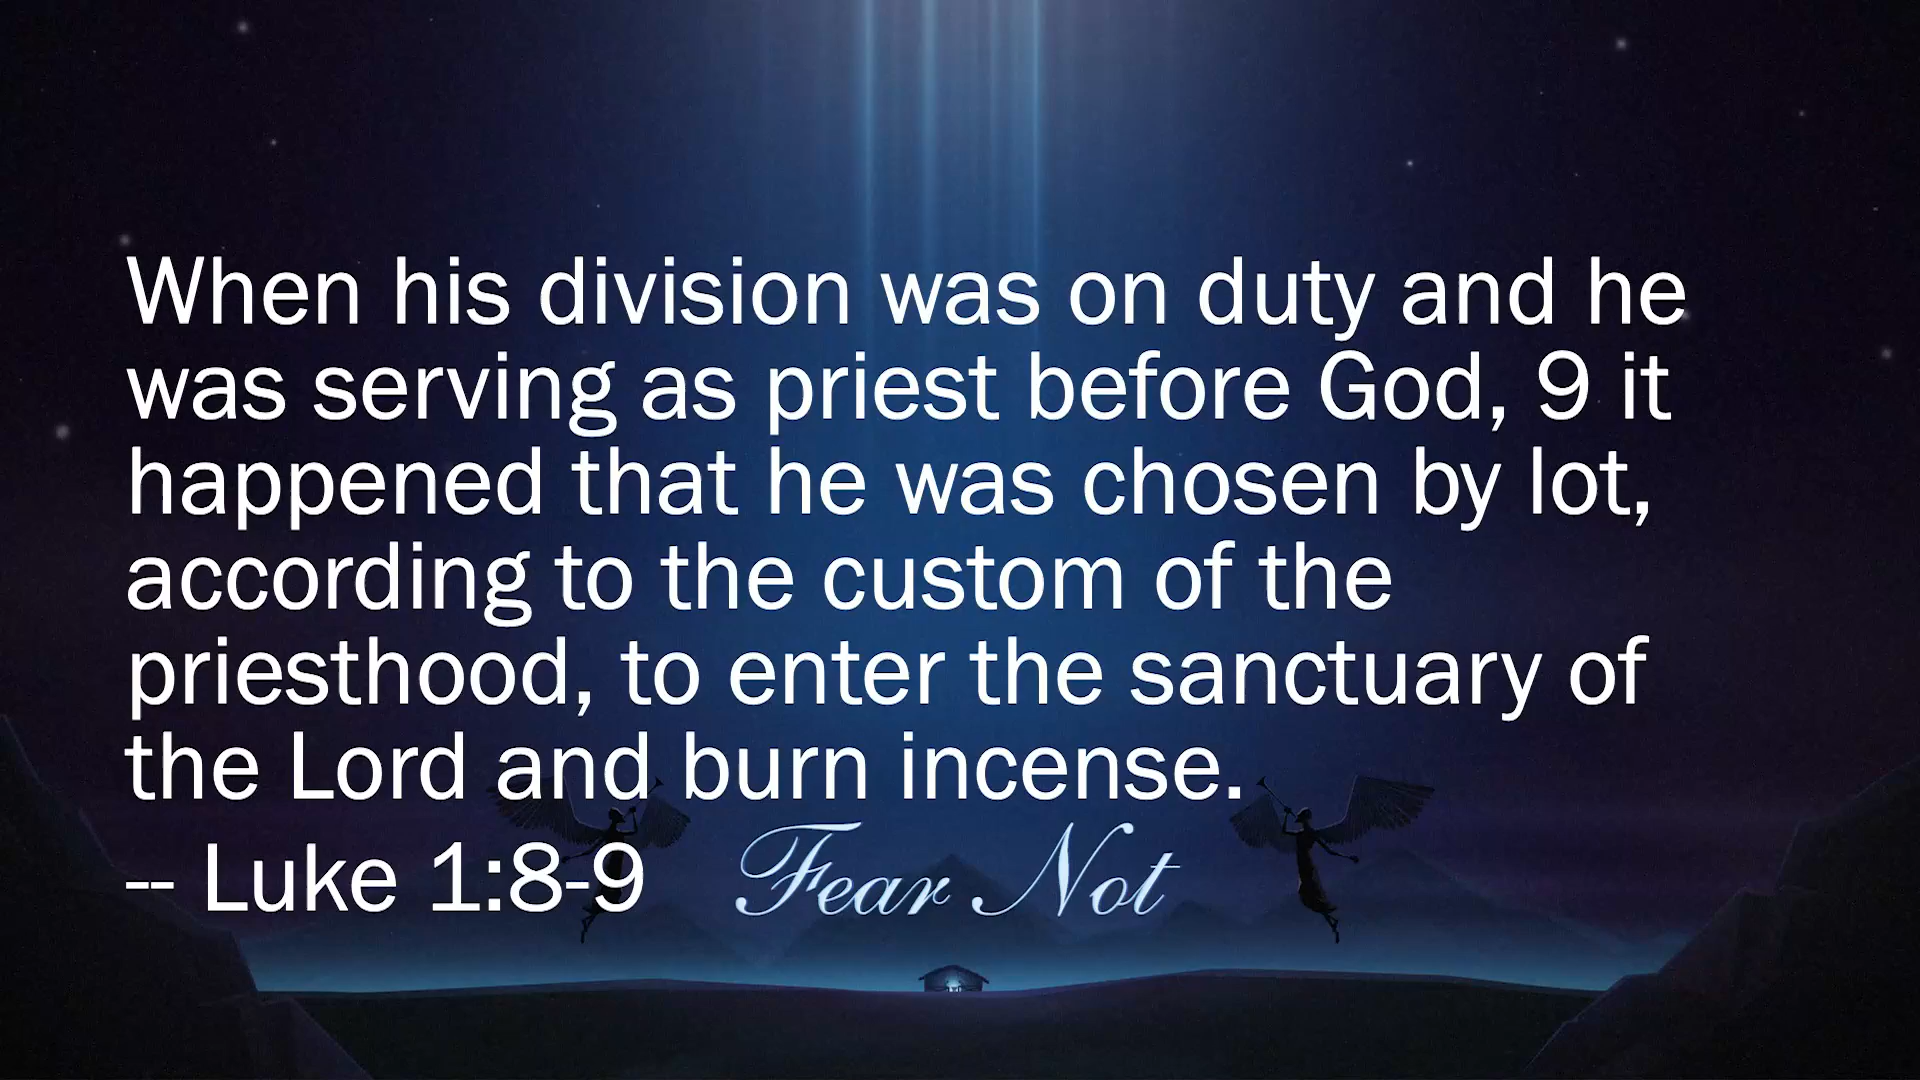 When his division was on duty and he
was serving as priest before God, 9 it
happened that he was chosen by lot,
according to the custom of the
priesthood, to enter the sanctuary of
the Lord and burn incense.
-- Luke 1:8-9
Fear Not